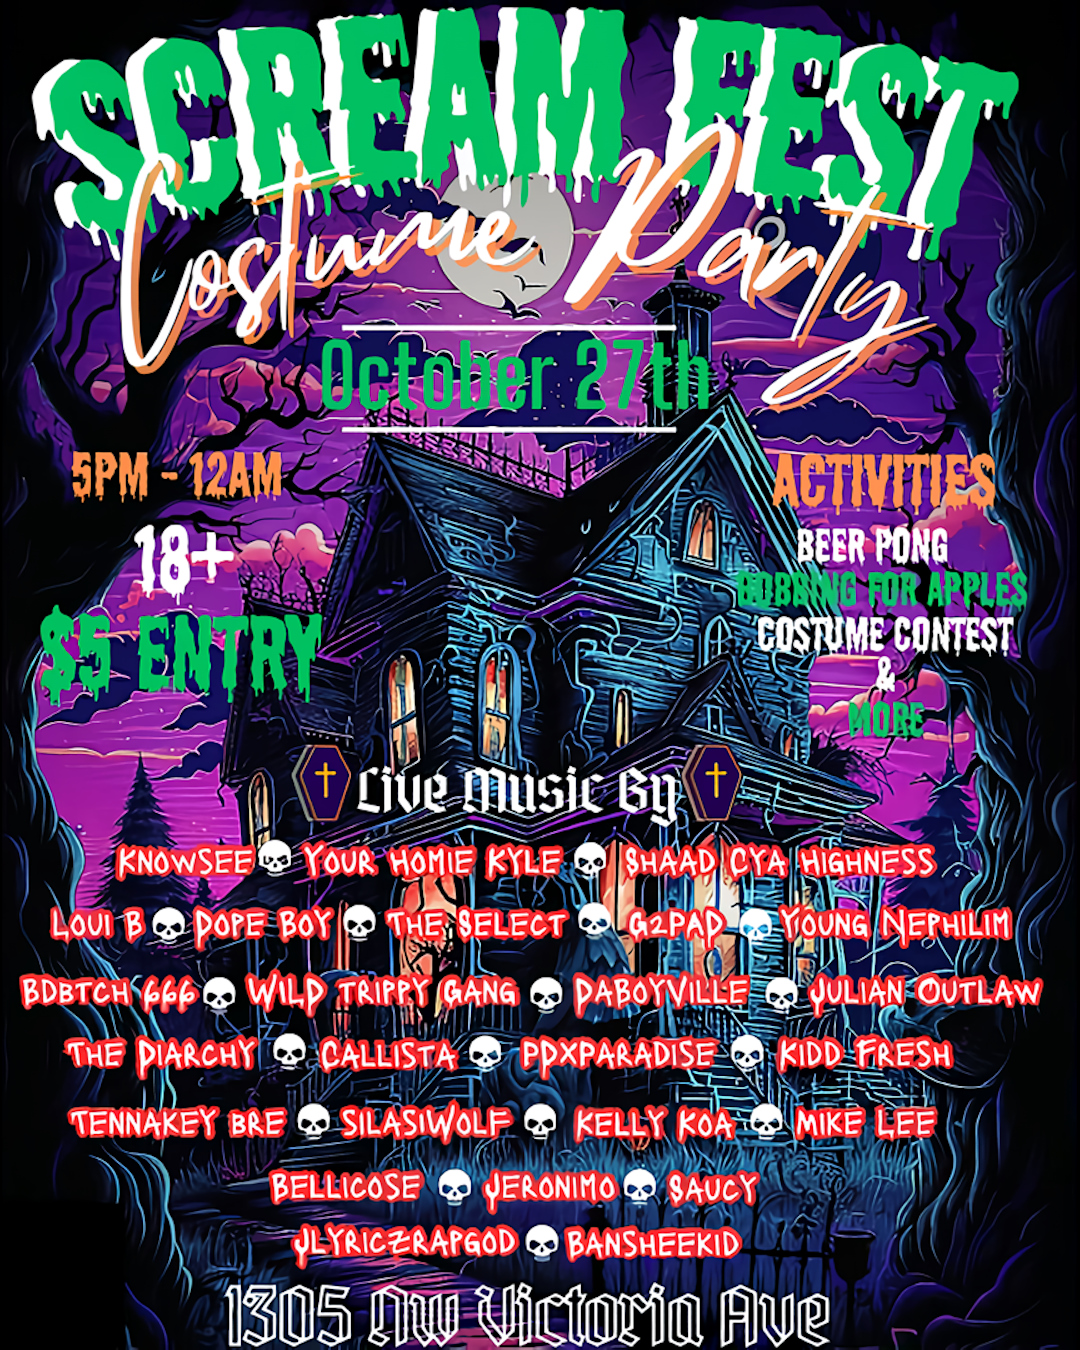 SCREAM FEST
Costume Party
October 27th
5PM - 12AM
18+
$5 ENTRY
ACTIVITIES
BEER PONG
BOBBING FOR APPLES
COSTUME CONTEST
&
MORE
Live Music By
KNOWSEE YOUR HOMIE KYLE SHAAD CYA HIGHNESS
LOUI B DOPE BOY THE SELECT G2PAD YOUNG NEPHILIM
BDBTCH 666 WILD TRIPPY GANG DABOYVILLE JULIAN OUTLAW
THE DIARCHY CALLISTA PDXPARADISE KIDD FRESH
TENNAKEY BRE SILASIWOLF KELLY KOA MIKE LEE
BELLICOSE JERONIMO SAUCY
JLYRICZRAPGOD BANSHEEKID
1305 NW Victoria Ave